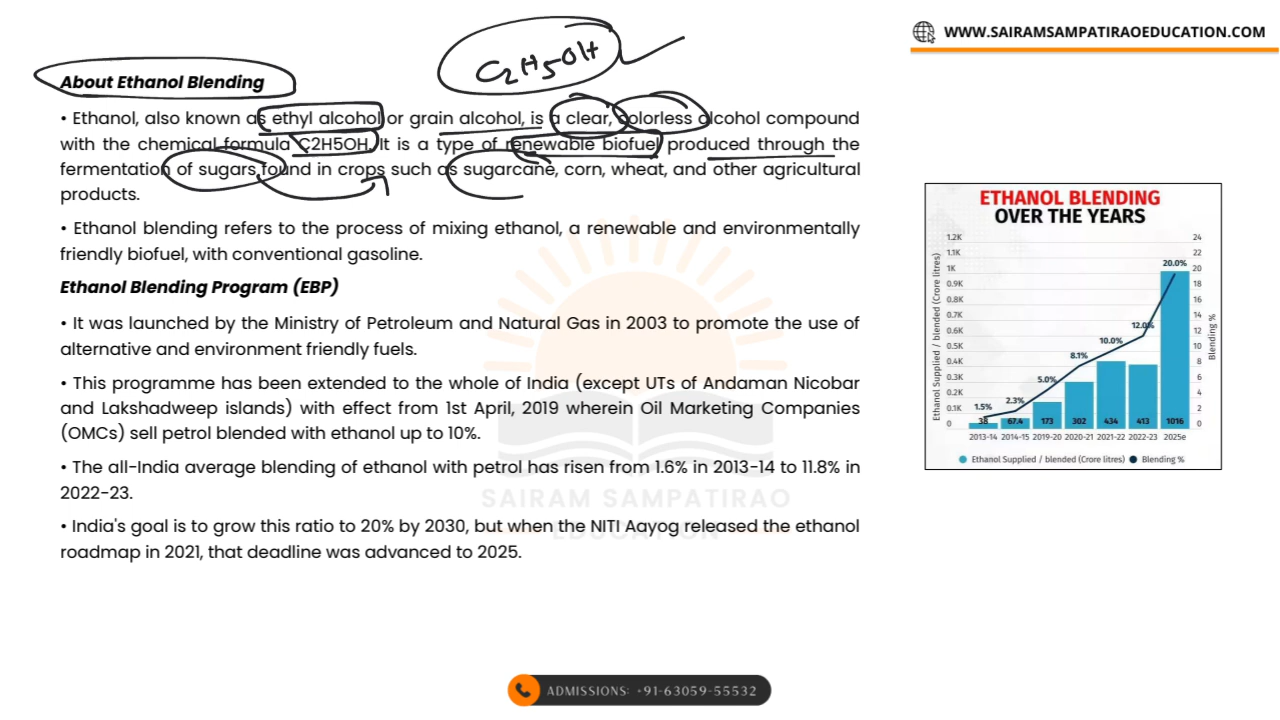 WWW.SAIRAMSAMPATIRAOEDUCATION.COM
C2H5OH
About Ethanol Blending
• Ethanol, also known as ethyl alcohol or grain alcohol, is a clear, colorless alcohol compound
with the chemical formula C2H5OH. It is a type of renewable biofuel produced through the
fermentation of sugars found in crops such as sugarcane, corn, wheat, and other agricultural
products.
• Ethanol blending refers to the process of mixing ethanol, a renewable and environmentally
friendly biofuel, with conventional gasoline.
Ethanol Blending Program (EBP)
• It was launched by the Ministry of Petroleum and Natural Gas in 2003 to promote the use of
alternative and environment friendly fuels.
• This programme has been extended to the whole of India (except UTs of Andaman Nicobar
and Lakshadweep islands) with effect from 1st April, 2019 wherein Oil Marketing Companies
(OMCs) sell petrol blended with ethanol up to 10%.
• The all-India average blending of ethanol with petrol has risen from 1.6% in 2013-14 to 11.8% in
2022-23.
• India's goal is to grow this ratio to 20% by 2030, but when the NITI Aayog released the ethanol
roadmap in 2021, that deadline was advanced to 2025.
SAIRAM SAMPATIRAO
EDUCATION
ETHANOL BLENDING
OVER THE YEARS
Ethanol Supplied / blended (Crore litres)
1.2K
1.1K
1K
0.9K
0.8K
0.7K
0.6K
0.5K
0.4K
0.3K
0.2K
0.1K
0
1.5%
2.3%
5.0%
8.1%
10.0%
12.0%
20.0%
38
67.4
173
302
434
413
1016
24
22
20
18
16
14
12
10
8
6
4
2
0
Blending %
2013-14 2014-15 2019-20 2020-21 2021-22 2022-23 2025e
Ethanol Supplied / blended (Crore litres) Blending %
ADMISSIONS: +91-63059-55532